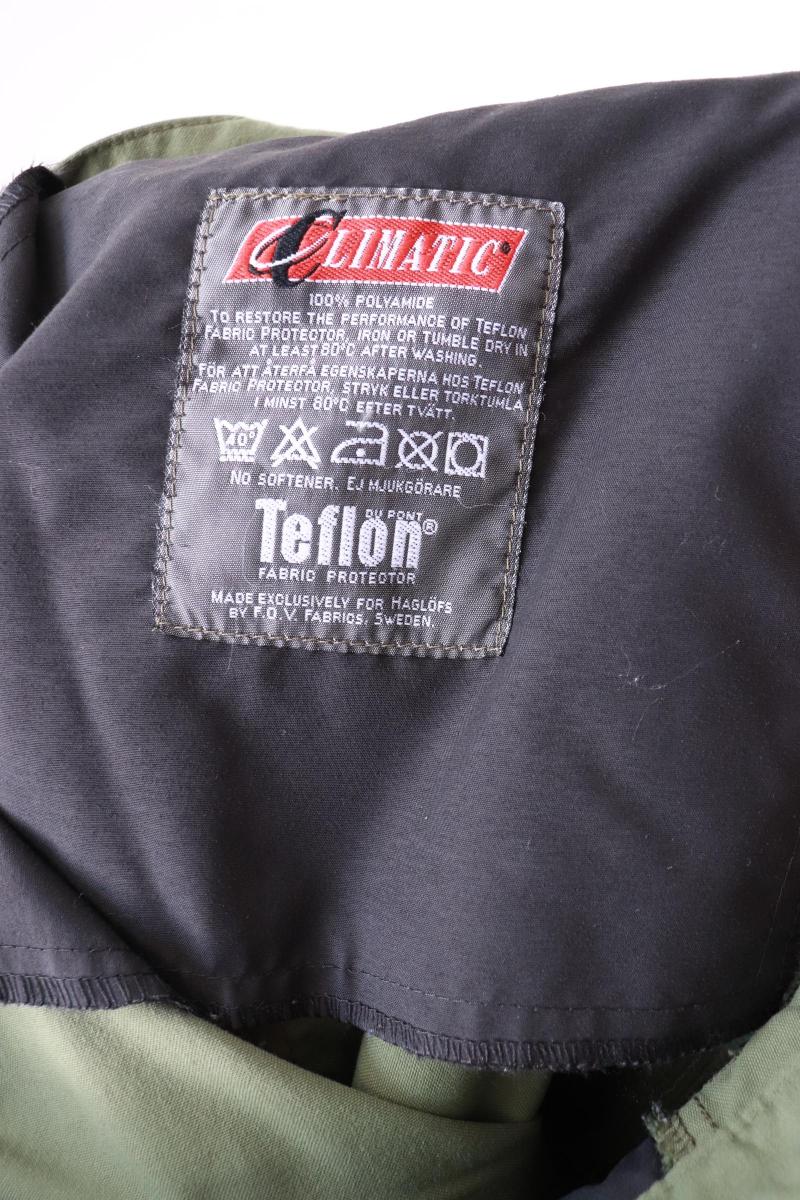 CLIMATIC®
100% POLYAMIDE
TO RESTORE THE PERFORMANCE OF TEFLON
FABRIC PROTECTOR, IRON OR TUMBLE DRY IN
AT LEAST 80°C AFTER WASHING.
FÖR ATT ÅTERFÅ EGENSKAPERNA HOS TEFLON
FABRIC PROTECTOR, STRYK ELLER TORKTUMLA
I MINST 80°C EFTER TVÄTT.
40°
NO SOFTENER. EJ MJUKGÖRARE
DU PONT
Teflon®
FABRIC PROTECTOR
MADE EXCLUSIVELY FOR HAGLÖFS
BY F.O.V. FABRICS, SWEDEN.